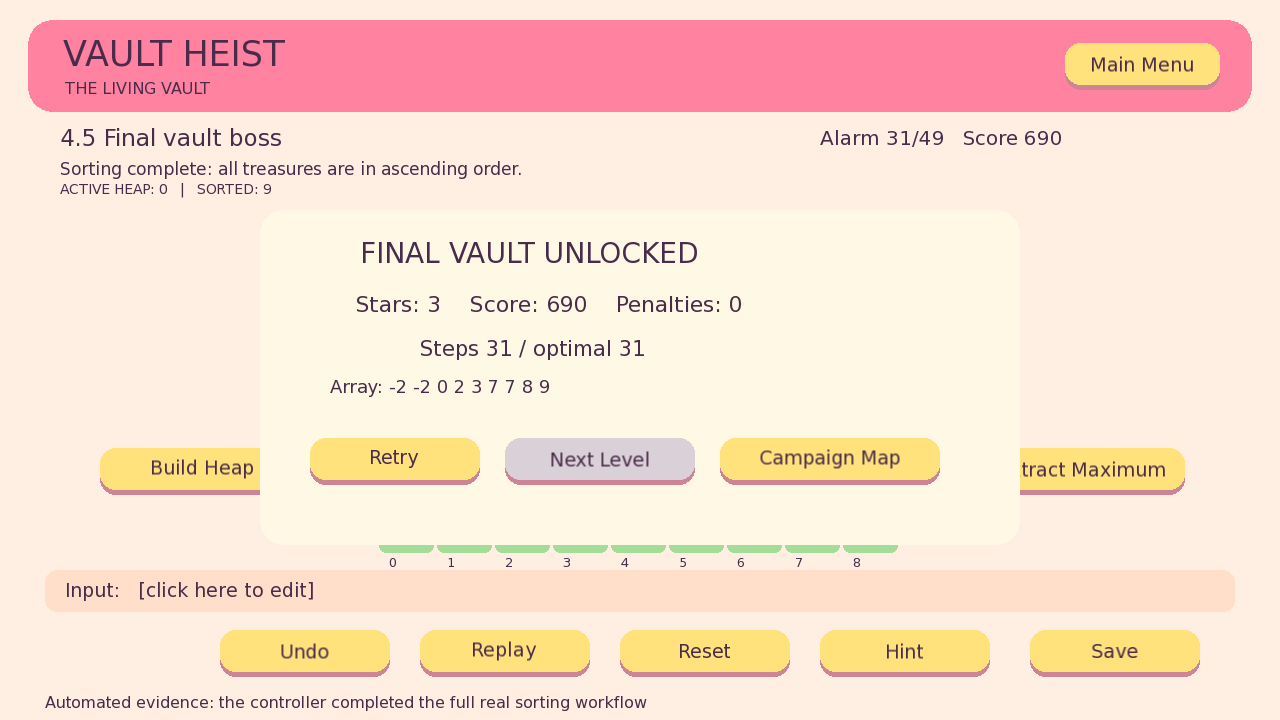 VAULT HEIST
THE LIVING VAULT
Main Menu
4.5 Final vault boss
Alarm 31/49 Score 690
Sorting complete: all treasures are in ascending order.
ACTIVE HEAP: 0 | SORTED: 9
FINAL VAULT UNLOCKED
Stars: 3 Score: 690 Penalties: 0
Steps 31 / optimal 31
Array: -2 -2 0 2 3 7 7 8 9
Retry
Next Level
Campaign Map
Build Heap
tract Maximum
0 1 2 3 4 5 6 7 8
Input: [click here to edit]
Undo
Replay
Reset
Hint
Save
Automated evidence: the controller completed the full real sorting workflow